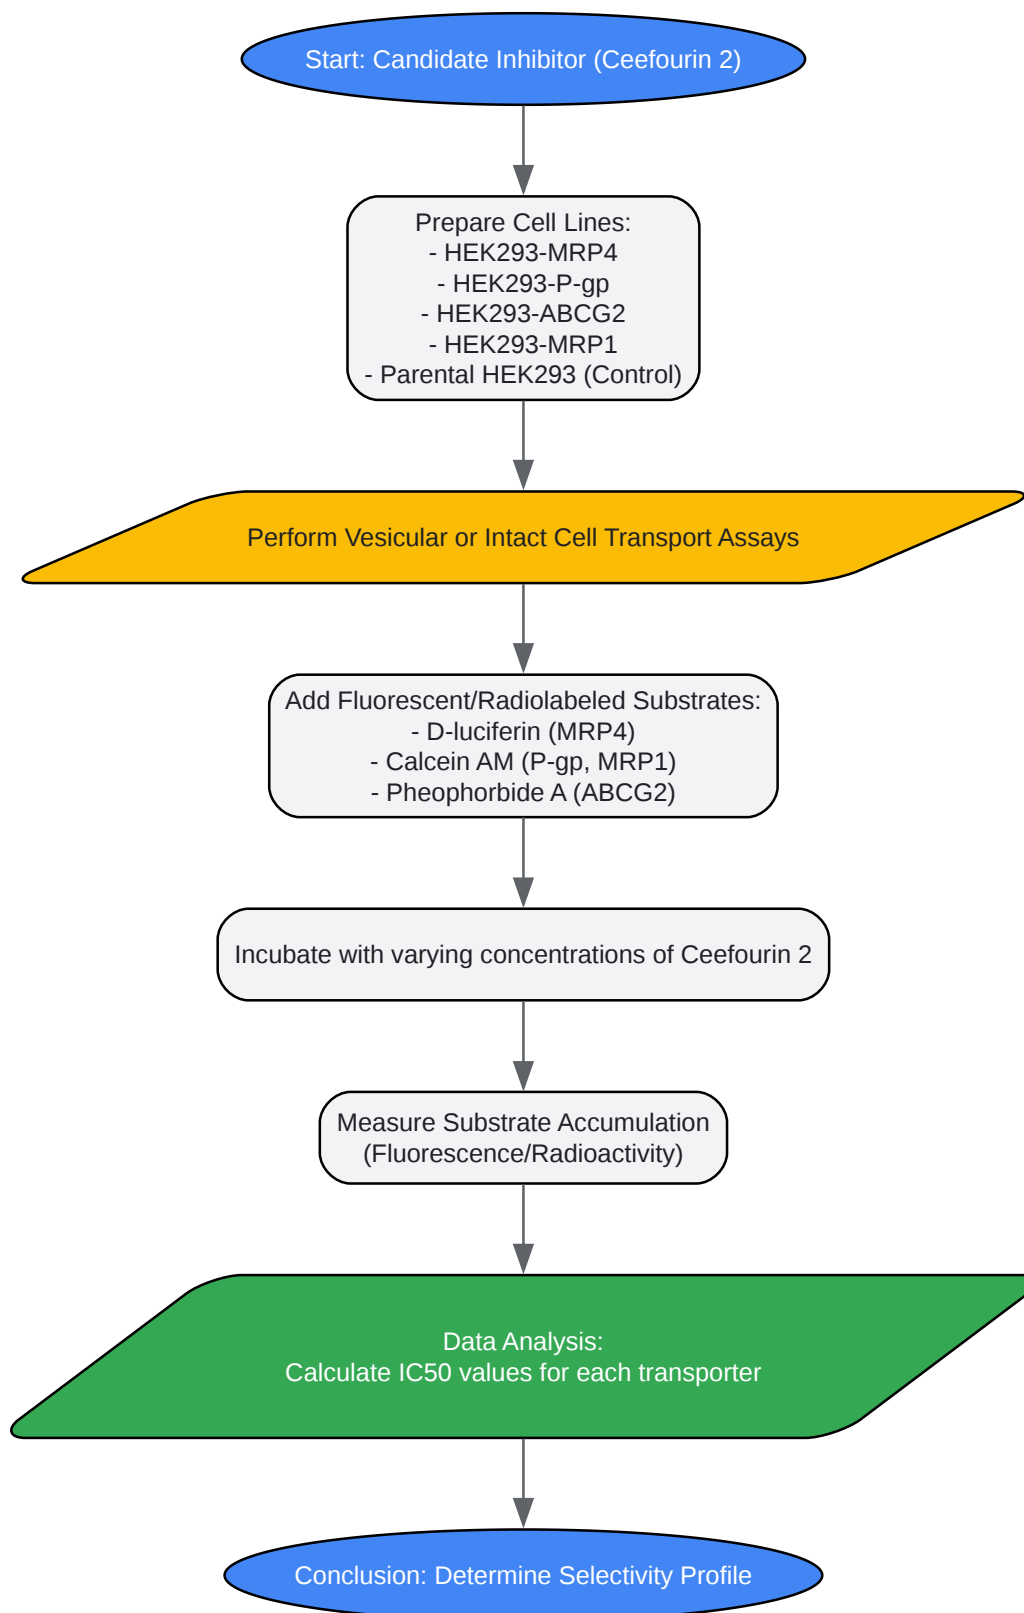 Start: Candidate Inhibitor (Ceefourin 2)
Prepare Cell Lines:
- HEK293-MRP4
- HEK293-P-gp
- HEK293-ABCG2
- HEK293-MRP1
- Parental HEK293 (Control)
Perform Vesicular or Intact Cell Transport Assays
Add Fluorescent/Radiolabeled Substrates:
- D-luciferin (MRP4)
- Calcein AM (P-gp, MRP1)
- Pheophorbide A (ABCG2)
Incubate with varying concentrations of Ceefourin 2
Measure Substrate Accumulation
(Fluorescence/Radioactivity)
Data Analysis:
Calculate IC50 values for each transporter
Conclusion: Determine Selectivity Profile